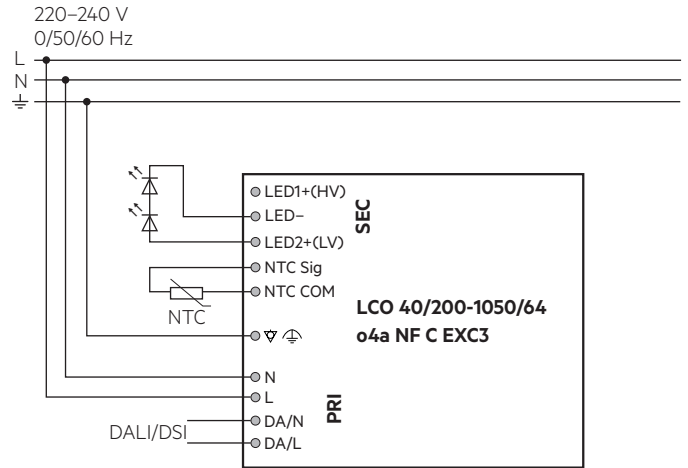 220–240 V
0/50/60 Hz
L
N
LED1+(HV)
LED–
SEC
LED2+(LV)
NTC Sig
NTC COM
NTC
LCO 40/200-1050/64
o4a NF C EXC3
N
L
PRI
DALI/DSI
DA/N
DA/L